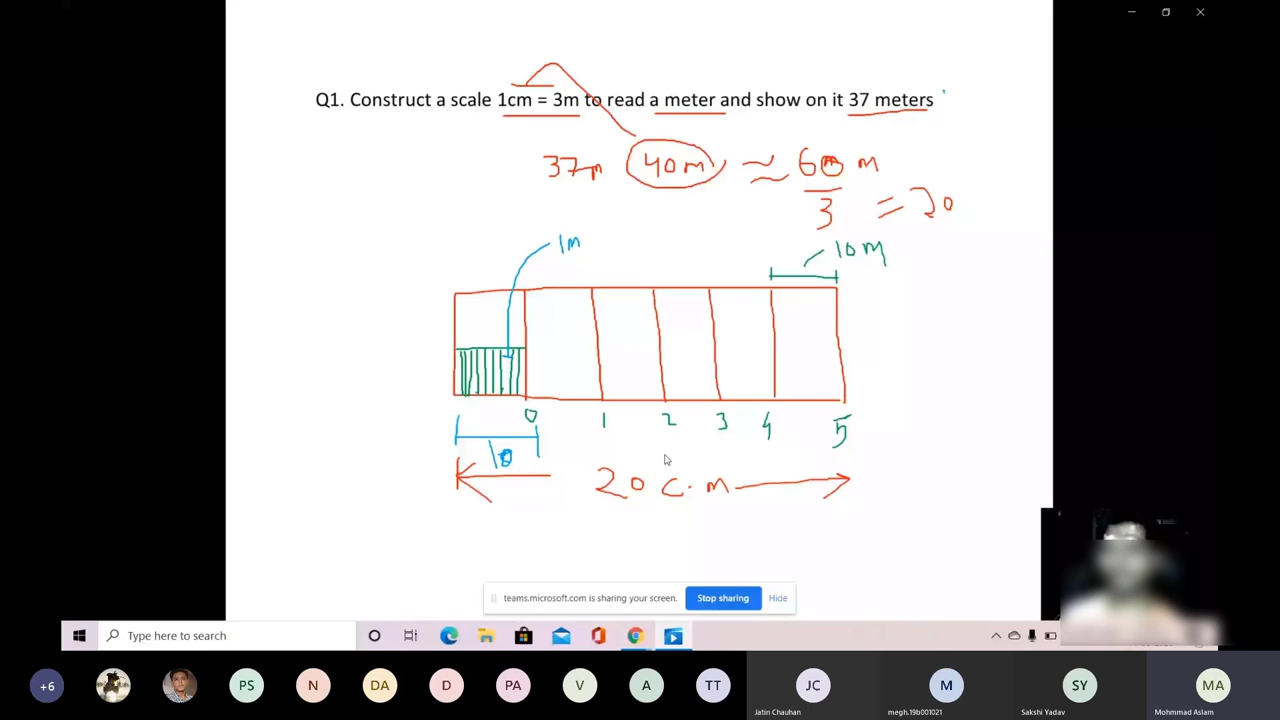 Q1. Construct a scale 1cm = 3m to read a meter and show on it 37 meters
37m 40m ≈ 60 m
3 = 20
1m
10 m
0 1 2 3 4 5
10
20 c.m
teams.microsoft.com is sharing your screen. Stop sharing Hide
Type here to search
+6 PS N DA D PA V A TT JC M SY MA
Jatin Chauhan megh.19b001021 Sakshi Yadav Mohmmad Aslam